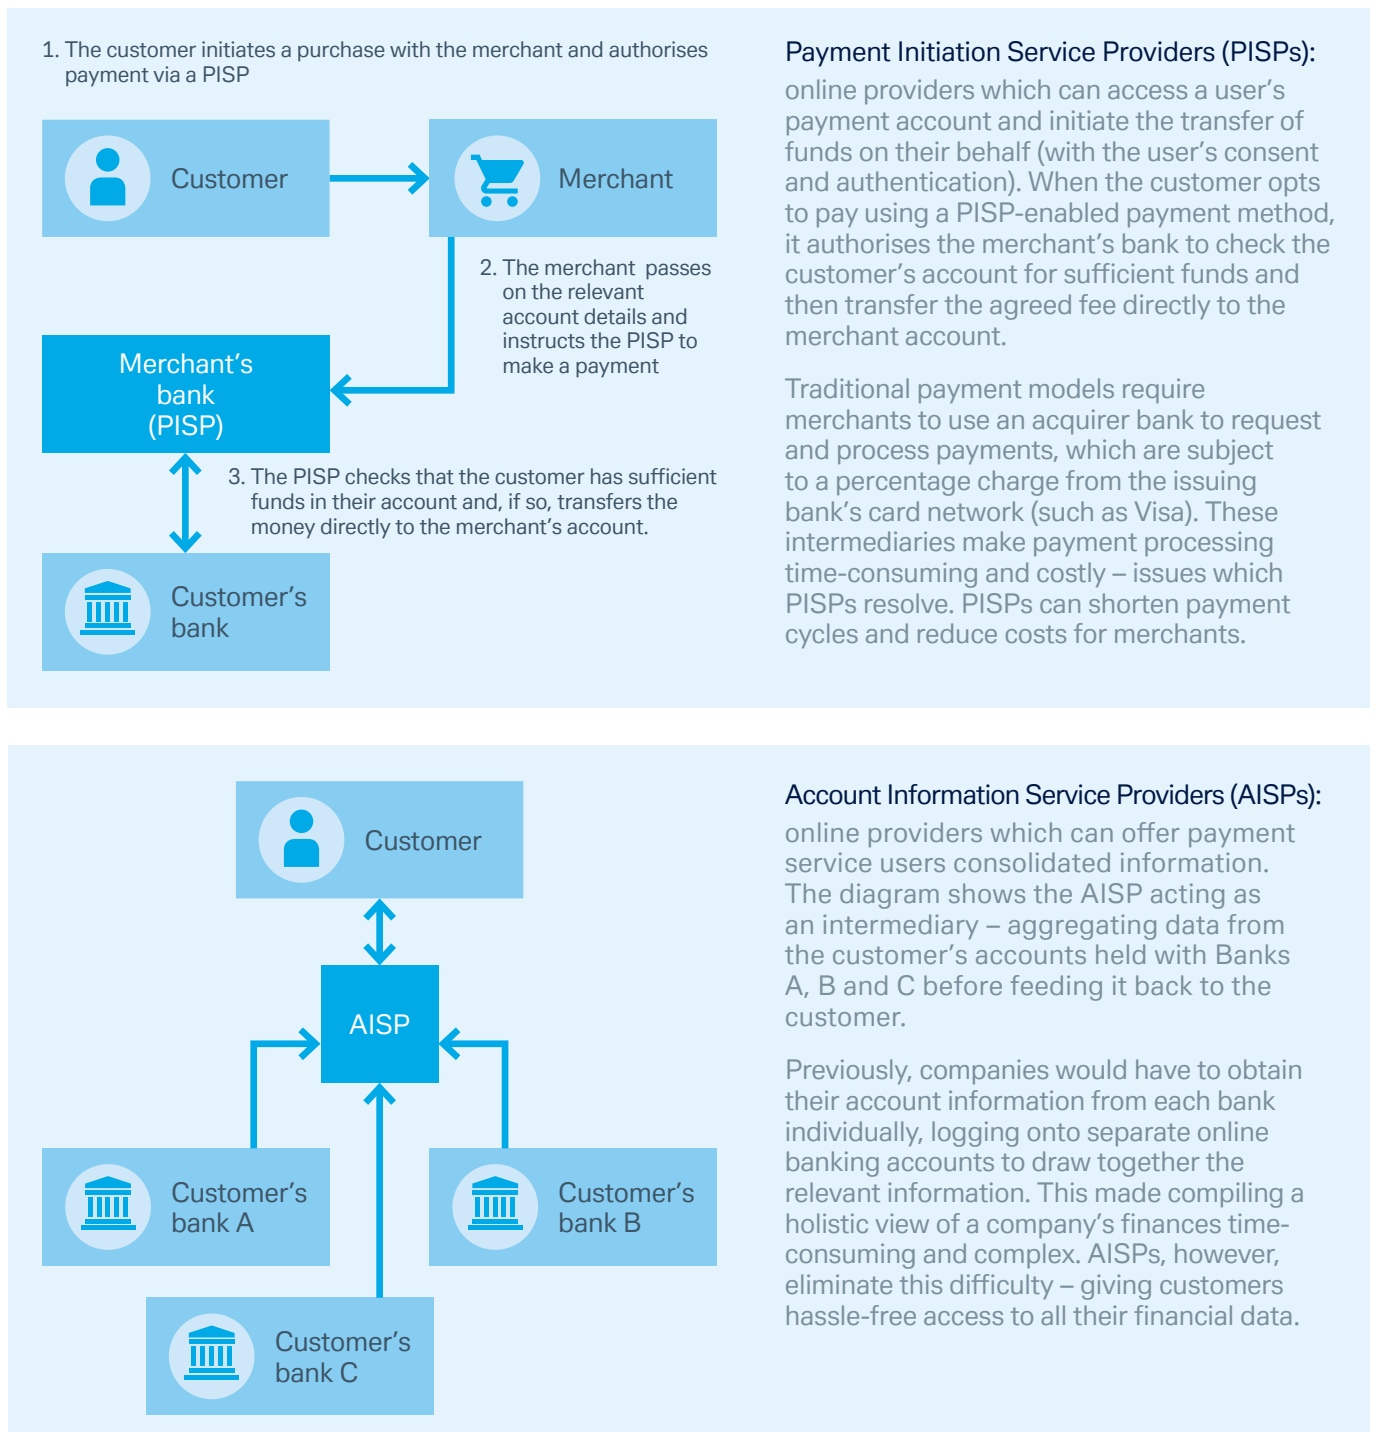 1. The customer initiates a purchase with the merchant and authorises
payment via a PISP
Customer
Merchant
2. The merchant passes
on the relevant
account details and
instructs the PISP to
make a payment
Merchant's
bank
(PISP)
3. The PISP checks that the customer has sufficient
funds in their account and, if so, transfers the
money directly to the merchant's account.
Customer's
bank
Payment Initiation Service Providers (PISPs):
online providers which can access a user's
payment account and initiate the transfer of
funds on their behalf (with the user's consent
and authentication). When the customer opts
to pay using a PISP-enabled payment method,
it authorises the merchant's bank to check the
customer's account for sufficient funds and
then transfer the agreed fee directly to the
merchant account.
Traditional payment models require
merchants to use an acquirer bank to request
and process payments, which are subject
to a percentage charge from the issuing
bank's card network (such as Visa). These
intermediaries make payment processing
time-consuming and costly – issues which
PISPs resolve. PISPs can shorten payment
cycles and reduce costs for merchants.
Customer
AISP
Customer's
bank A
Customer's
bank B
Customer's
bank C
Account Information Service Providers (AISPs):
online providers which can offer payment
service users consolidated information.
The diagram shows the AISP acting as
an intermediary – aggregating data from
the customer's accounts held with Banks
A, B and C before feeding it back to the
customer.
Previously, companies would have to obtain
their account information from each bank
individually, logging onto separate online
banking accounts to draw together the
relevant information. This made compiling a
holistic view of a company's finances time-
consuming and complex. AISPs, however,
eliminate this difficulty – giving customers
hassle-free access to all their financial data.